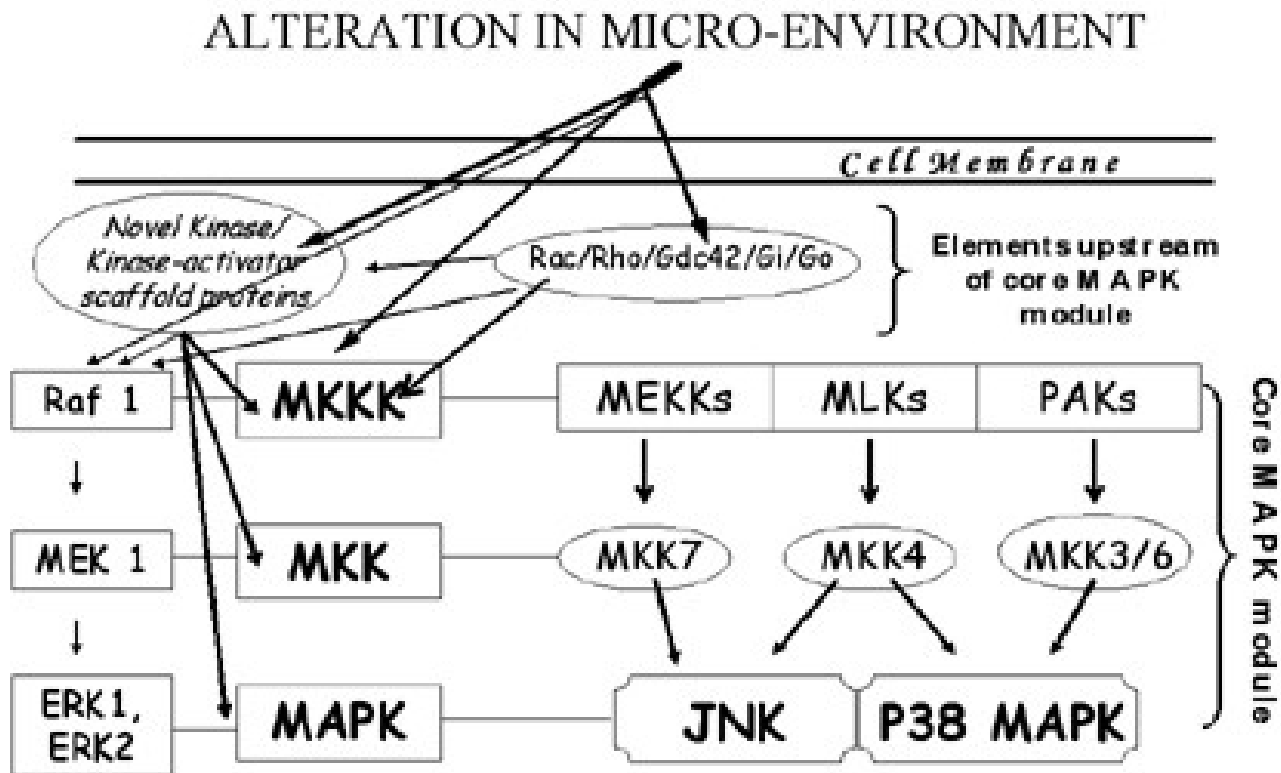 ALTERATION IN MICRO-ENVIRONMENT
Cell Membrane
Novel Kinase/
Kinase-activator
scaffold proteins
Rac/Rho/Gdc42/Gi/Go
Elements upstream
of core MAPK
module
Raf 1
MKKK
MEKKs
MLKs
PAKs
MEK 1
MKK
MKK7
MKK4
MKK3/6
ERK1,
ERK2
MAPK
JNK
P38 MAPK
Core MAPK module